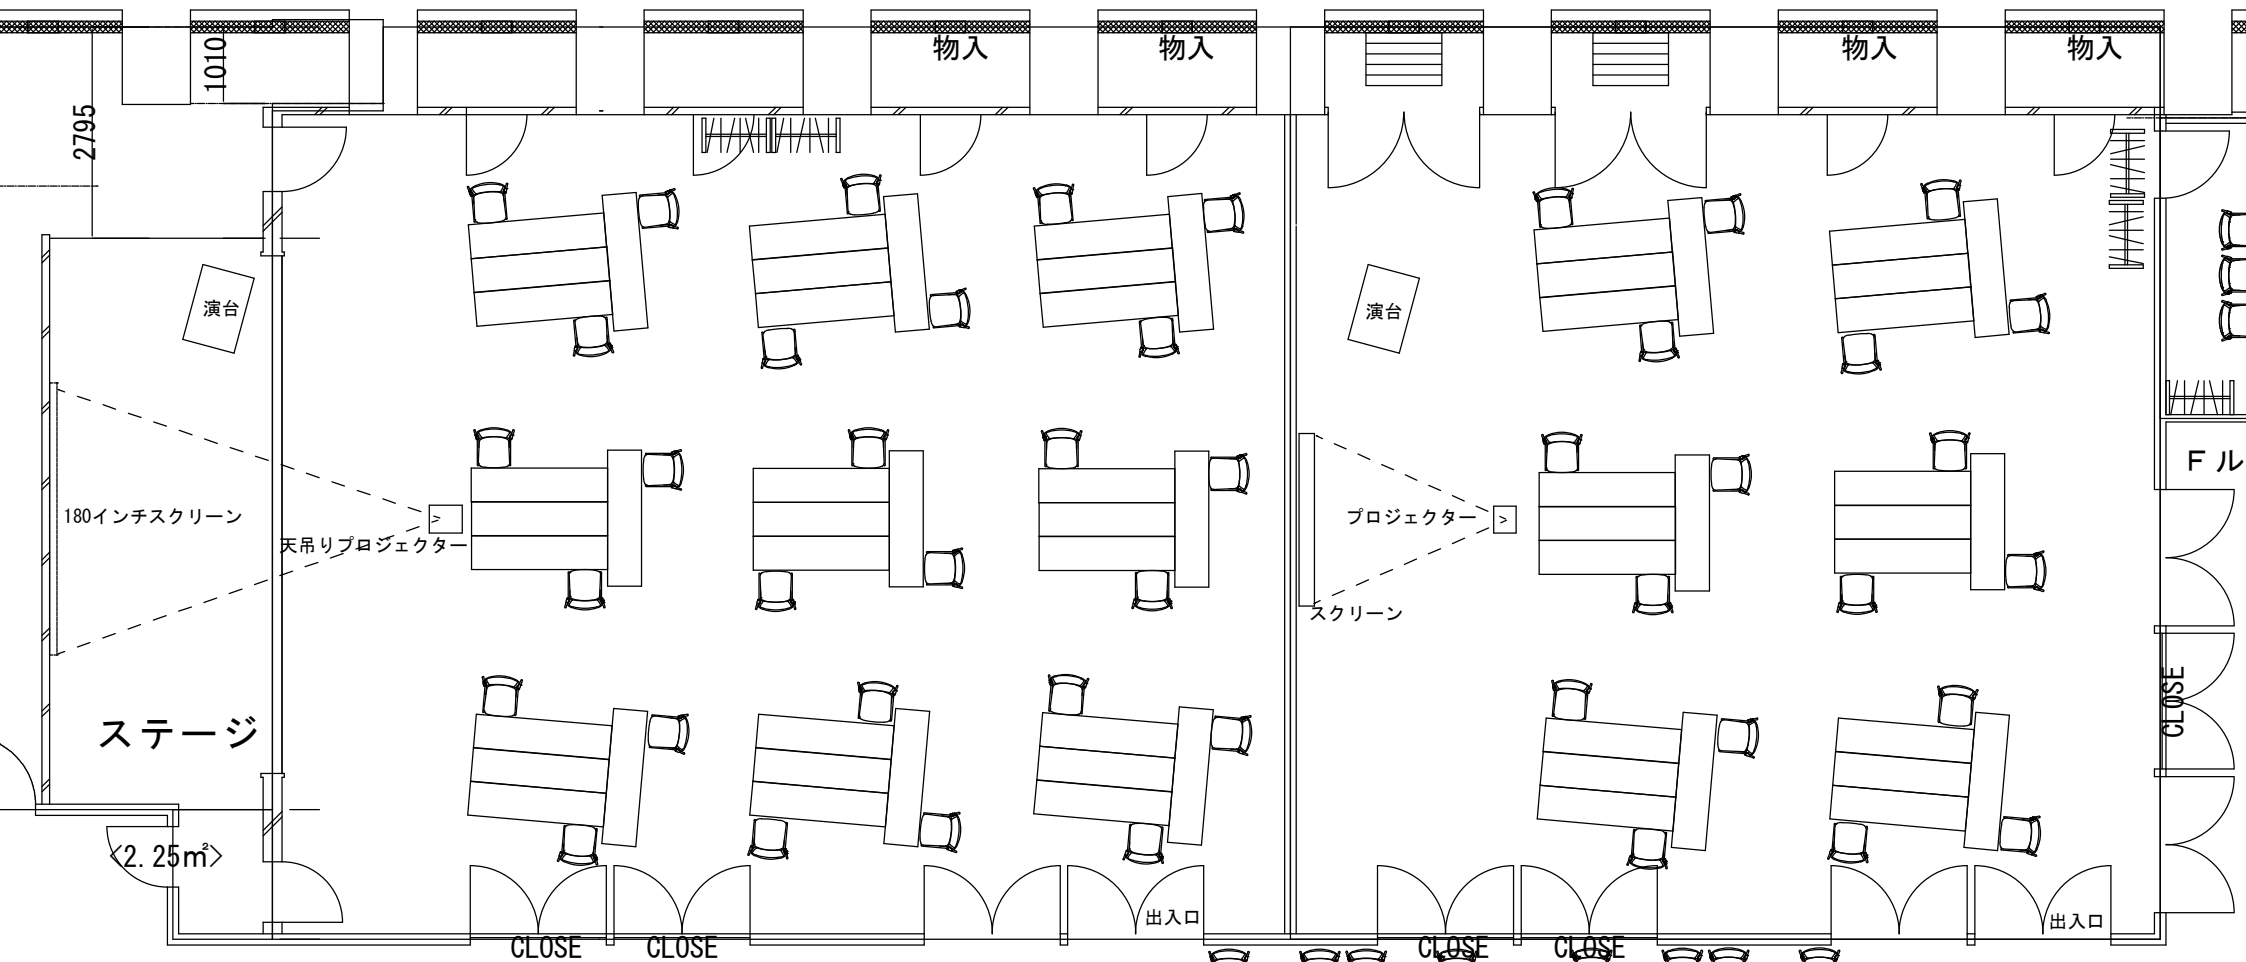 1010
2795
物入
物入
物入
物入
演台
演台
180インチスクリーン
天吊りプロジェクター
プロジェクター
スクリーン
Fル
ステージ
CLOSE
<2.25㎡>
出入口
出入口
CLOSE
CLOSE
CLOSE
CLOSE